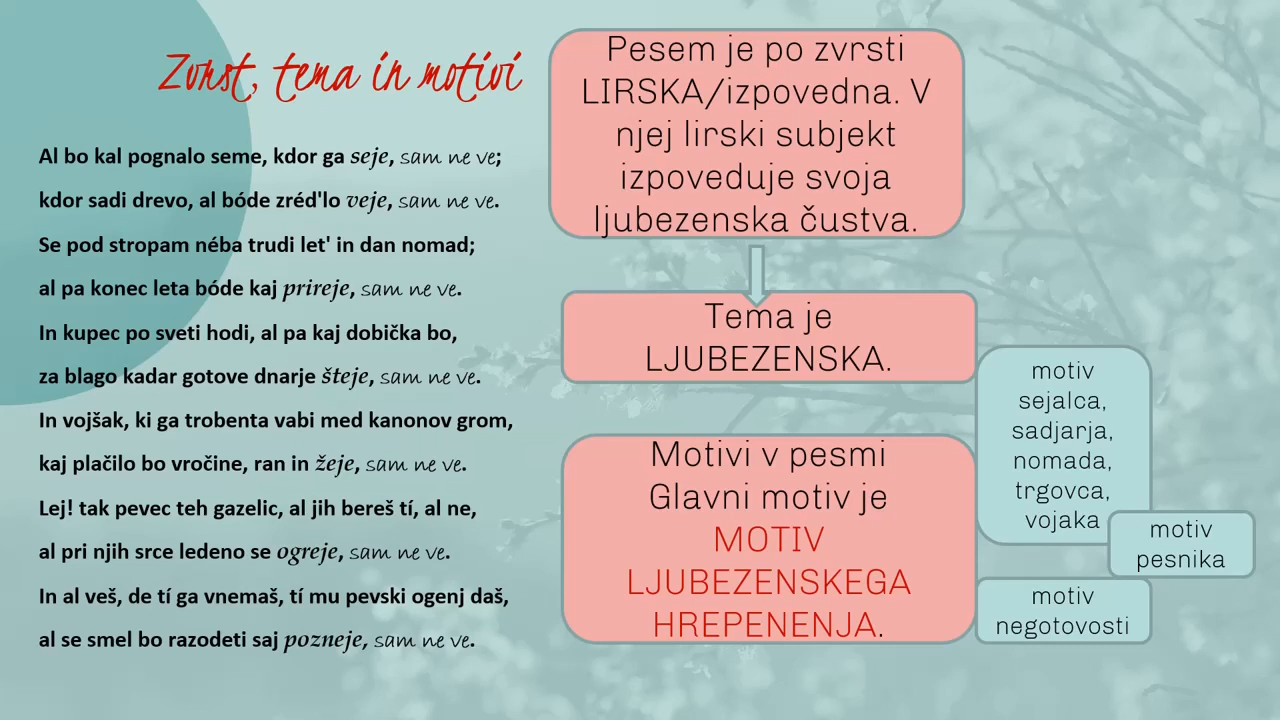 Zvrst, tema in motivi
Al bo kal pognalo seme, kdor ga seje, sam ne ve;
kdor sadi drevo, al bóde zréd'lo veje, sam ne ve.
Se pod stropam néba trudi let' in dan nomad;
al pa konec leta bóde kaj prireje, sam ne ve.
In kupec po sveti hodi, al pa kaj dobička bo,
za blago kadar gotove dnarje šteje, sam ne ve.
In vojšak, ki ga trobenta vabi med kanonov grom,
kaj plačilo bo vročine, ran in žeje, sam ne ve.
Lej! tak pevec teh gazelic, al jih bereš tí, al ne,
al pri njih srce ledeno se ogreje, sam ne ve.
In al veš, de tí ga vnemaš, tí mu pevski ogenj daš,
al se smel bo razodeti saj pozneje, sam ne ve.
Pesem je po zvrsti
LIRSKA/izpovedna. V
njej lirski subjekt
izpoveduje svoja
ljubezenska čustva.
Tema je
LJUBEZENSKA.
Motivi v pesmi
Glavni motiv je
MOTIV
LJUBEZENSKEGA
HREPENENJA.
motiv
sejalca,
sadjarja,
nomada,
trgovca,
vojaka
motiv
pesnika
motiv
negotovosti